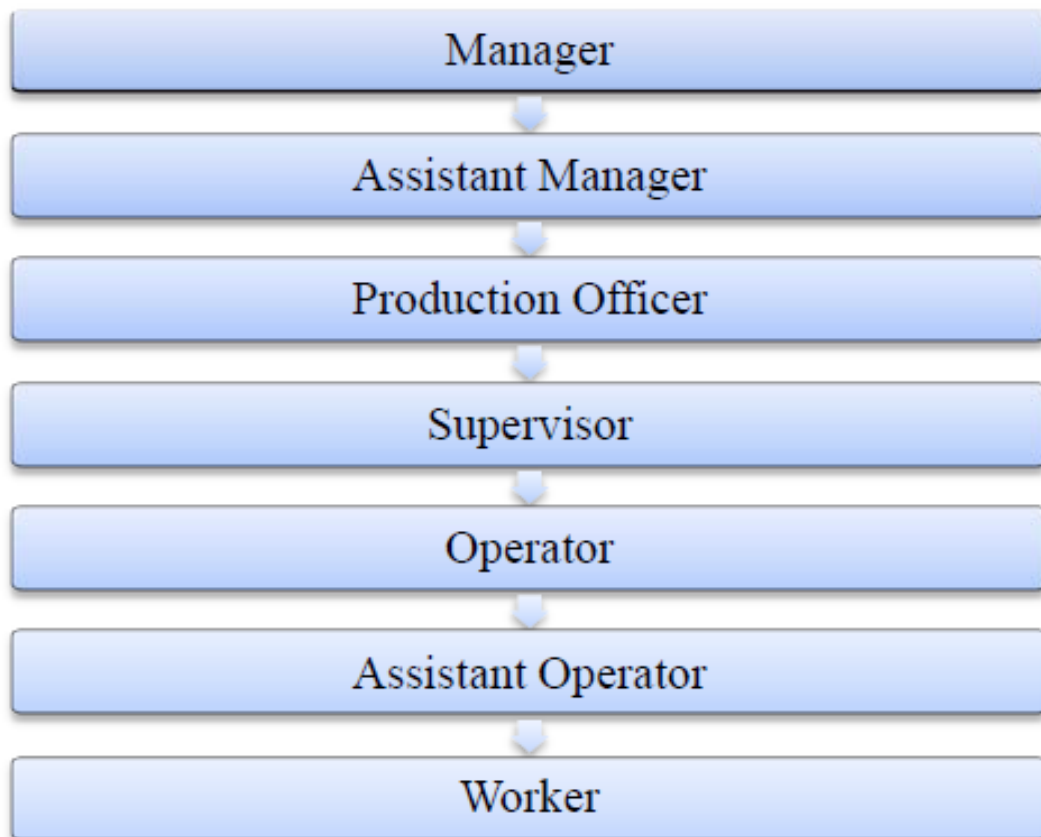 Manager
Assistant Manager
Production Officer
Supervisor
Operator
Assistant Operator
Worker